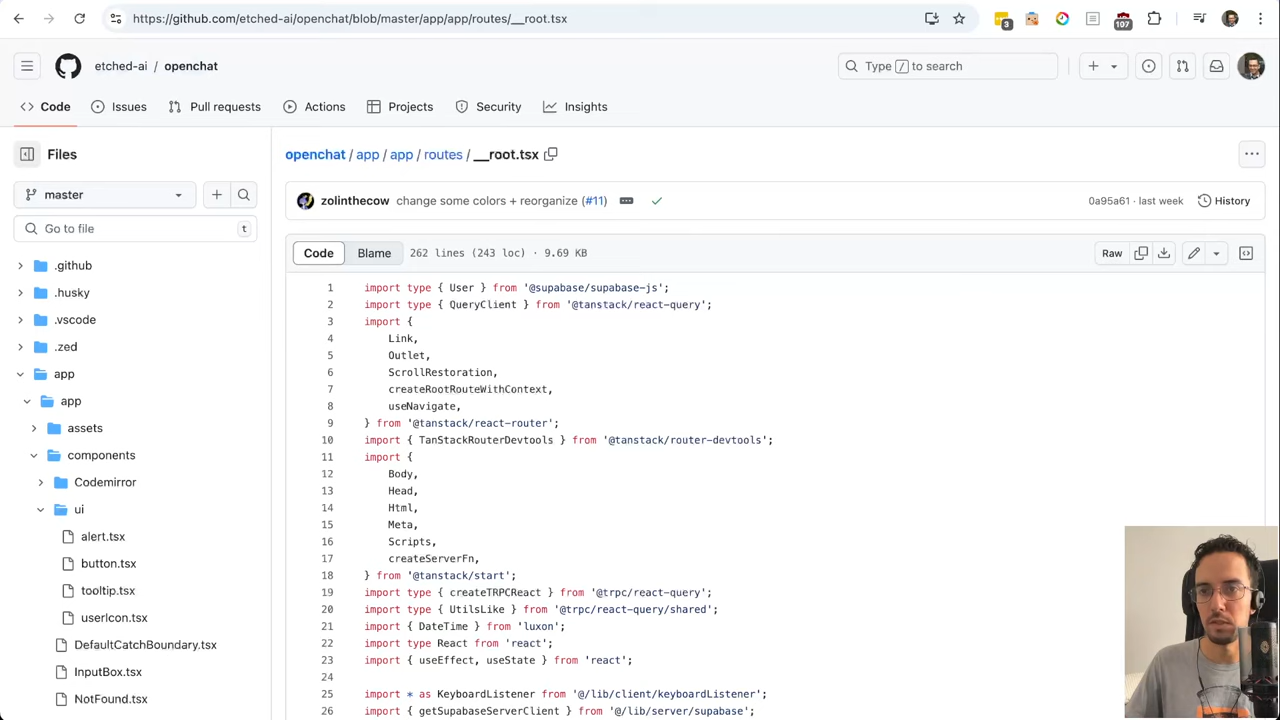 https://github.com/etched-ai/openchat/blob/master/app/app/routes/__root.tsx
3
107
etched-ai / openchat
Type / to search
Code
Issues
Pull requests
Actions
Projects
Security
Insights
Files
openchat / app / app / routes / __root.tsx
master
zolinthecow change some colors + reorganize (#11)
0a95a61 · last week
History
Go to file
t
Code
Blame
262 lines (243 loc) · 9.69 KB
Raw
.github
.husky
.vscode
.zed
app
app
assets
components
Codemirror
ui
alert.tsx
button.tsx
tooltip.tsx
userIcon.tsx
DefaultCatchBoundary.tsx
InputBox.tsx
NotFound.tsx
1 import type { User } from '@supabase/supabase-js';
2 import type { QueryClient } from '@tanstack/react-query';
3 import {
4 Link,
5 Outlet,
6 ScrollRestoration,
7 createRootRouteWithContext,
8 useNavigate,
9 } from '@tanstack/react-router';
10 import { TanStackRouterDevtools } from '@tanstack/router-devtools';
11 import {
12 Body,
13 Head,
14 Html,
15 Meta,
16 Scripts,
17 createServerFn,
18 } from '@tanstack/start';
19 import type { createTRPCReact } from '@trpc/react-query';
20 import type { UtilsLike } from '@trpc/react-query/shared';
21 import { DateTime } from 'luxon';
22 import type React from 'react';
23 import { useEffect, useState } from 'react';
24
25 import * as KeyboardListener from '@/lib/client/keyboardListener';
26 import { getSupabaseServerClient } from '@/lib/server/supabase';